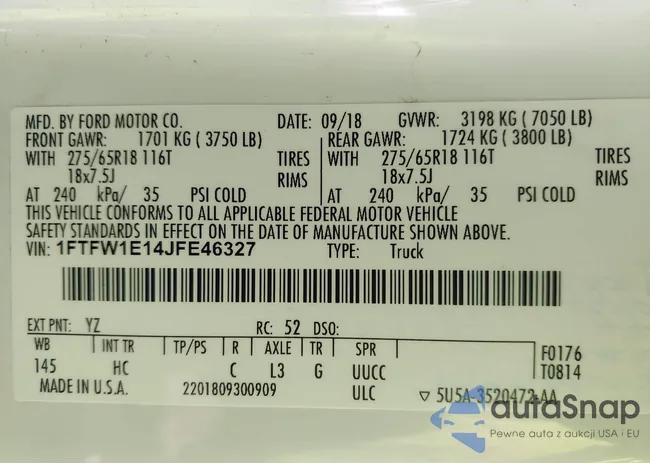 MFD. BY FORD MOTOR CO. DATE: 09/18 GVWR: 3198 KG ( 7050 LB)
FRONT GAWR: 1701 KG ( 3750 LB) REAR GAWR: 1724 KG ( 3800 LB)
WITH 275/65R18 116T TIRES WITH 275/65R18 116T TIRES
18x7.5J RIMS 18x7.5J RIMS
AT 240 kPa/ 35 PSI COLD AT 240 kPa/ 35 PSI COLD
THIS VEHICLE CONFORMS TO ALL APPLICABLE FEDERAL MOTOR VEHICLE
SAFETY STANDARDS IN EFFECT ON THE DATE OF MANUFACTURE SHOWN ABOVE.
VIN: 1FTFW1E14JFE46327 TYPE: Truck
EXT PNT: YZ RC: 52 DSO:
WB INT TR TP/PS R AXLE TR SPR F0176
145 HC C L3 G UUCC T0814
MADE IN U.S.A. 2201809300909 ULC ▽ 5U5A-3520472-AA
autaSnap
Pewne auta z aukcji USA i EU